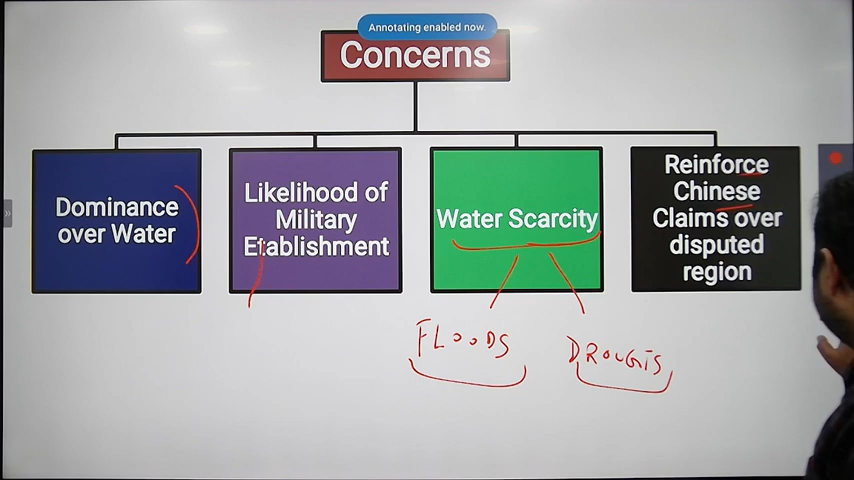 Annotating enabled now.
Concerns
Dominance
over Water
Likelihood of
Military
Etablishment
Water Scarcity
Reinforce
Chinese
Claims over
disputed
region
FLOODS
DROUGTS